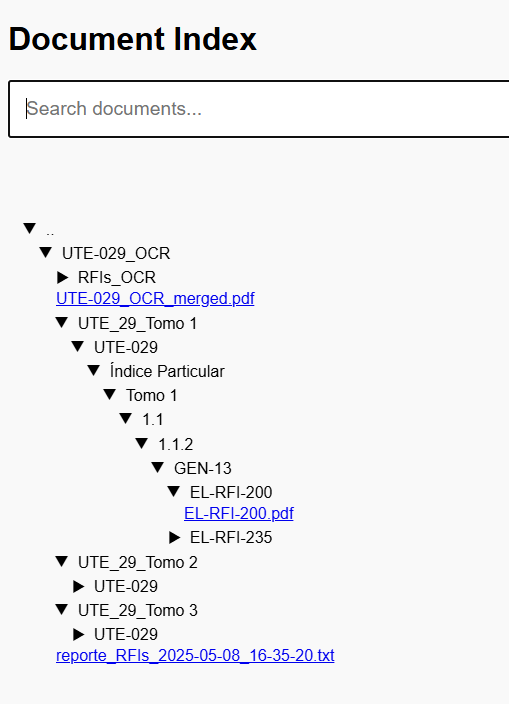 Document Index
Search documents...
..
UTE-029_OCR
RFIs_OCR
UTE-029_OCR_merged.pdf
UTE_29_Tomo 1
UTE-029
Índice Particular
Tomo 1
1.1
1.1.2
GEN-13
EL-RFI-200
EL-RFI-200.pdf
EL-RFI-235
UTE_29_Tomo 2
UTE-029
UTE_29_Tomo 3
UTE-029
reporte_RFIs_2025-05-08_16-35-20.txt